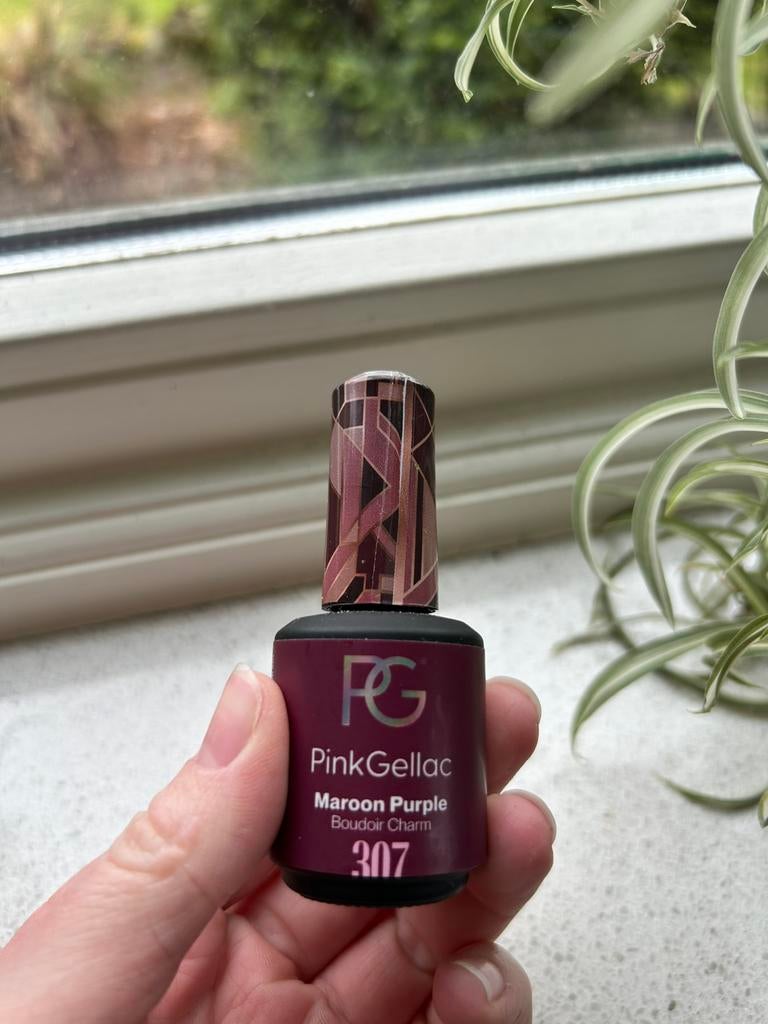 PG
PinkGellac
Maroon Purple
Boudoir Charm
307